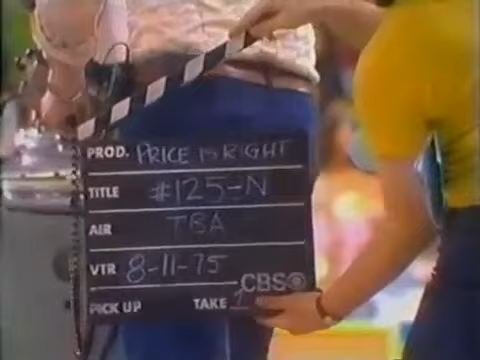 PROD. PRICE IS RIGHT
TITLE #125-N
AIR TBA
VTR 8-11-75
CBS
PICK UP TAKE 1